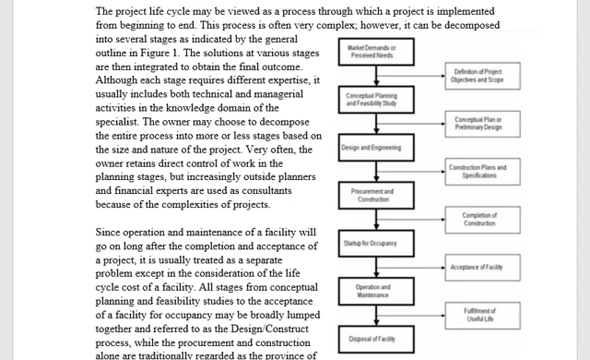 The project life cycle may be viewed as a process through which a project is implemented
from beginning to end. This process is often very complex; however, it can be decomposed
into several stages as indicated by the general
outline in Figure 1. The solutions at various stages
are then integrated to obtain the final outcome.
Although each stage requires different expertise, it
usually includes both technical and managerial
activities in the knowledge domain of the
specialist. The owner may choose to decompose
the entire process into more or less stages based on
the size and nature of the project. Very often, the
owner retains direct control of work in the
planning stages, but increasingly outside planners
and financial experts are used as consultants
because of the complexities of projects.
Since operation and maintenance of a facility will
go on long after the completion and acceptance of
a project, it is usually treated as a separate
problem except in the consideration of the life
cycle cost of a facility. All stages from conceptual
planning and feasibility studies to the acceptance
of a facility for occupancy may be broadly lumped
together and referred to as the Design/Construct
process, while the procurement and construction
alone are traditionally regarded as the province of
Market Demands or
Perceived Needs
Definition of Project
Objectives and Scope
Conceptual Planning
and Feasibility Study
Conceptual Plan or
Preliminary Design
Design and Engineering
Construction Plans and
Specifications
Procurement and
Construction
Completion of
Construction
Startup for Occupancy
Acceptance of Facility
Operation and
Maintenance
Fulfillment of
Useful Life
Disposal of Facility